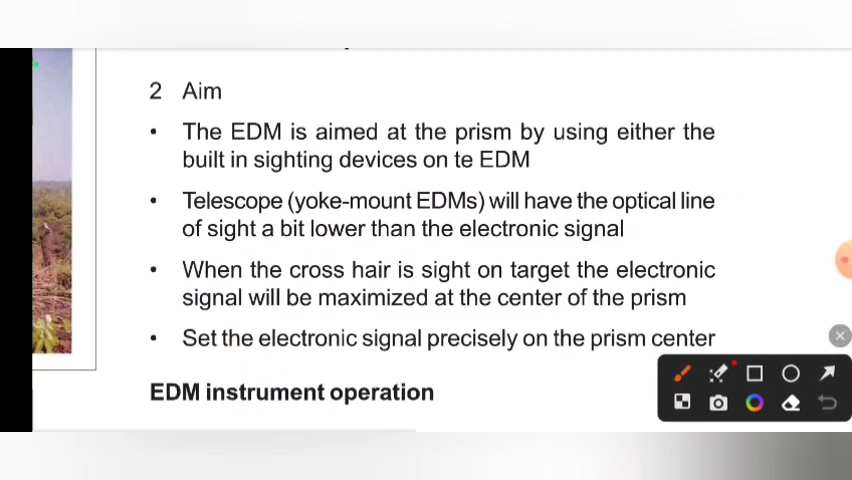 2 Aim
• The EDM is aimed at the prism by using either the
built in sighting devices on te EDM
• Telescope (yoke-mount EDMs) will have the optical line
of sight a bit lower than the electronic signal
• When the cross hair is sight on target the electronic
signal will be maximized at the center of the prism
• Set the electronic signal precisely on the prism center
EDM instrument operation